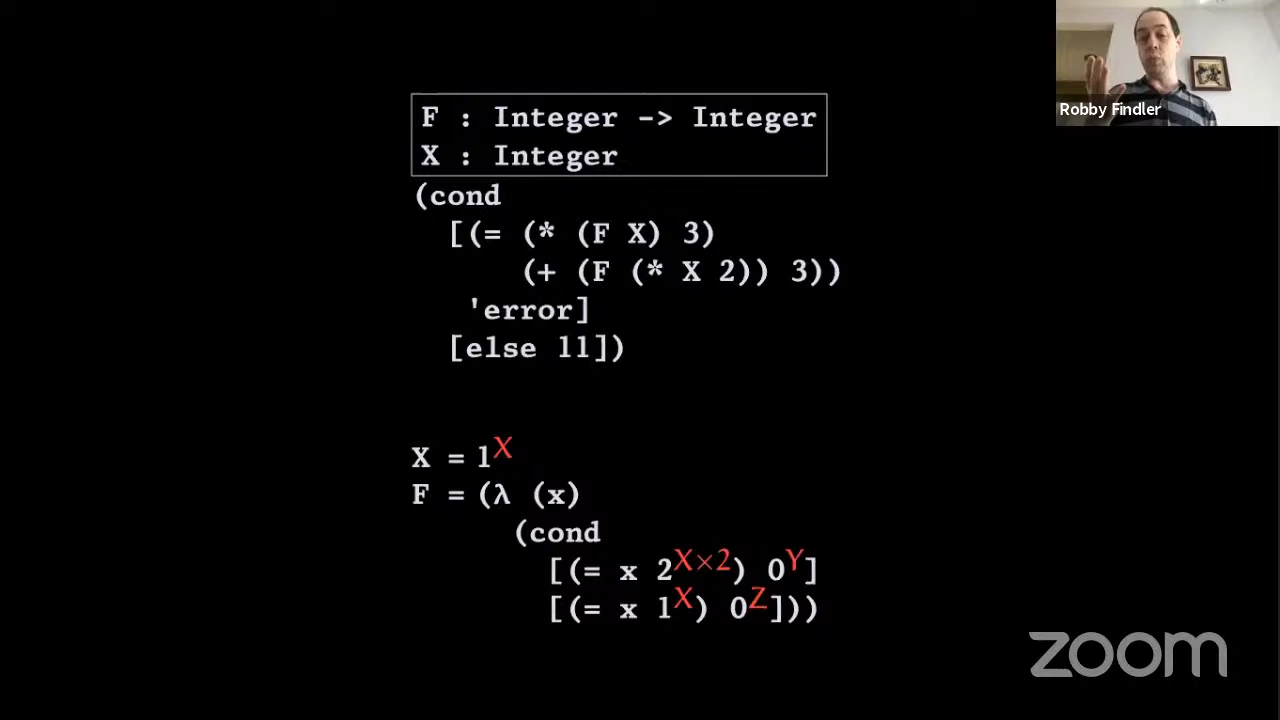 Robby Findler
F : Integer -> Integer
X : Integer
(cond
[(= (* (F X) 3)
(+ (F (* X 2)) 3))
'error]
[else 11])
X = 1X
F = (λ (x)
(cond
[(= x 2X×2) 0Y]
[(= x 1X) 0Z]))
zoom